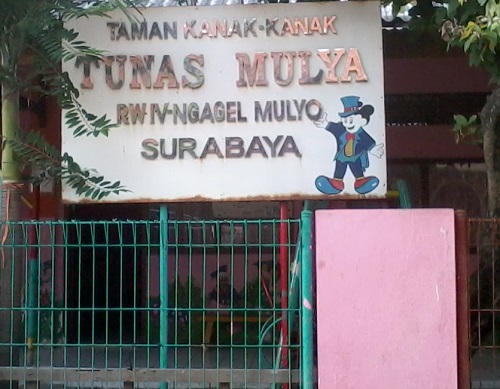 TAMAN KANAK-KANAK
TUNAS MULYA
RW IV-NGAGEL MULYO
SURABAYA